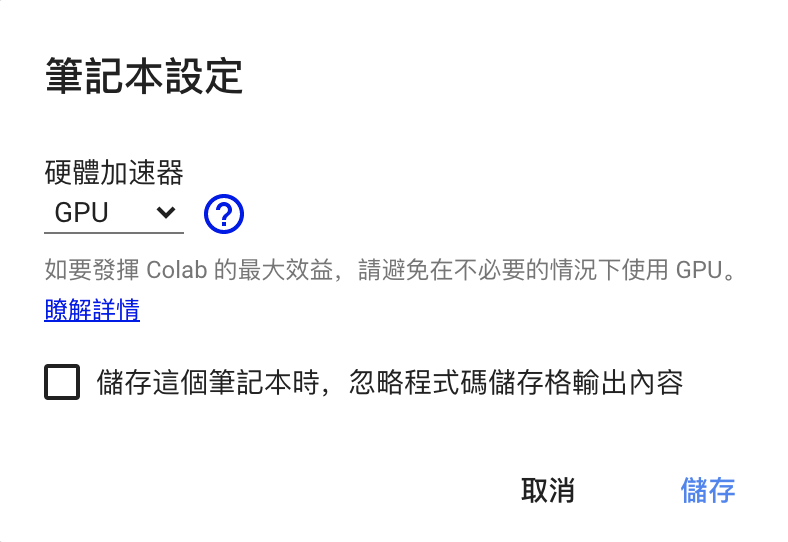 筆記本設定
硬體加速器
GPU
?
如要發揮 Colab 的最大效益，請避免在不必要的情況下使用 GPU。
瞭解詳情
儲存這個筆記本時，忽略程式碼儲存格輸出內容
取消 儲存